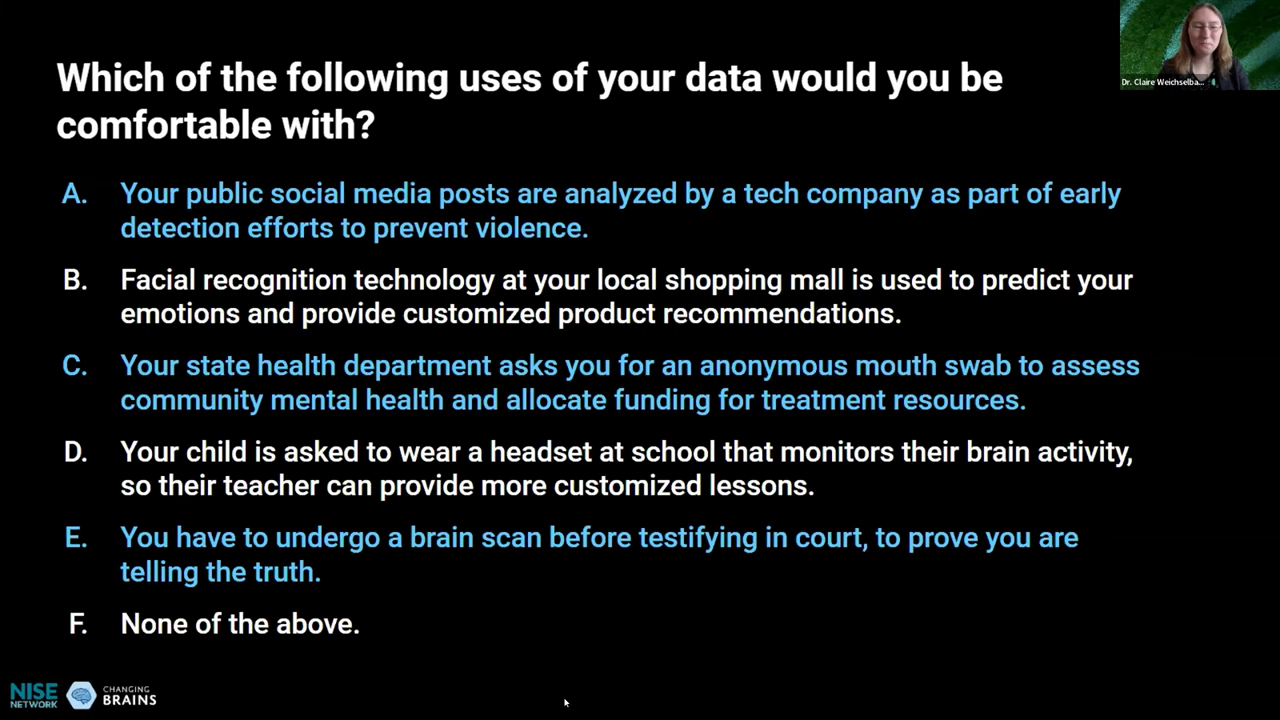 Which of the following uses of your data would you be
comfortable with?
Dr. Claire Weichselba...
A. Your public social media posts are analyzed by a tech company as part of early
detection efforts to prevent violence.
B. Facial recognition technology at your local shopping mall is used to predict your
emotions and provide customized product recommendations.
C. Your state health department asks you for an anonymous mouth swab to assess
community mental health and allocate funding for treatment resources.
D. Your child is asked to wear a headset at school that monitors their brain activity,
so their teacher can provide more customized lessons.
E. You have to undergo a brain scan before testifying in court, to prove you are
telling the truth.
F. None of the above.
NISE
NETWORK
CHANGING
BRAINS